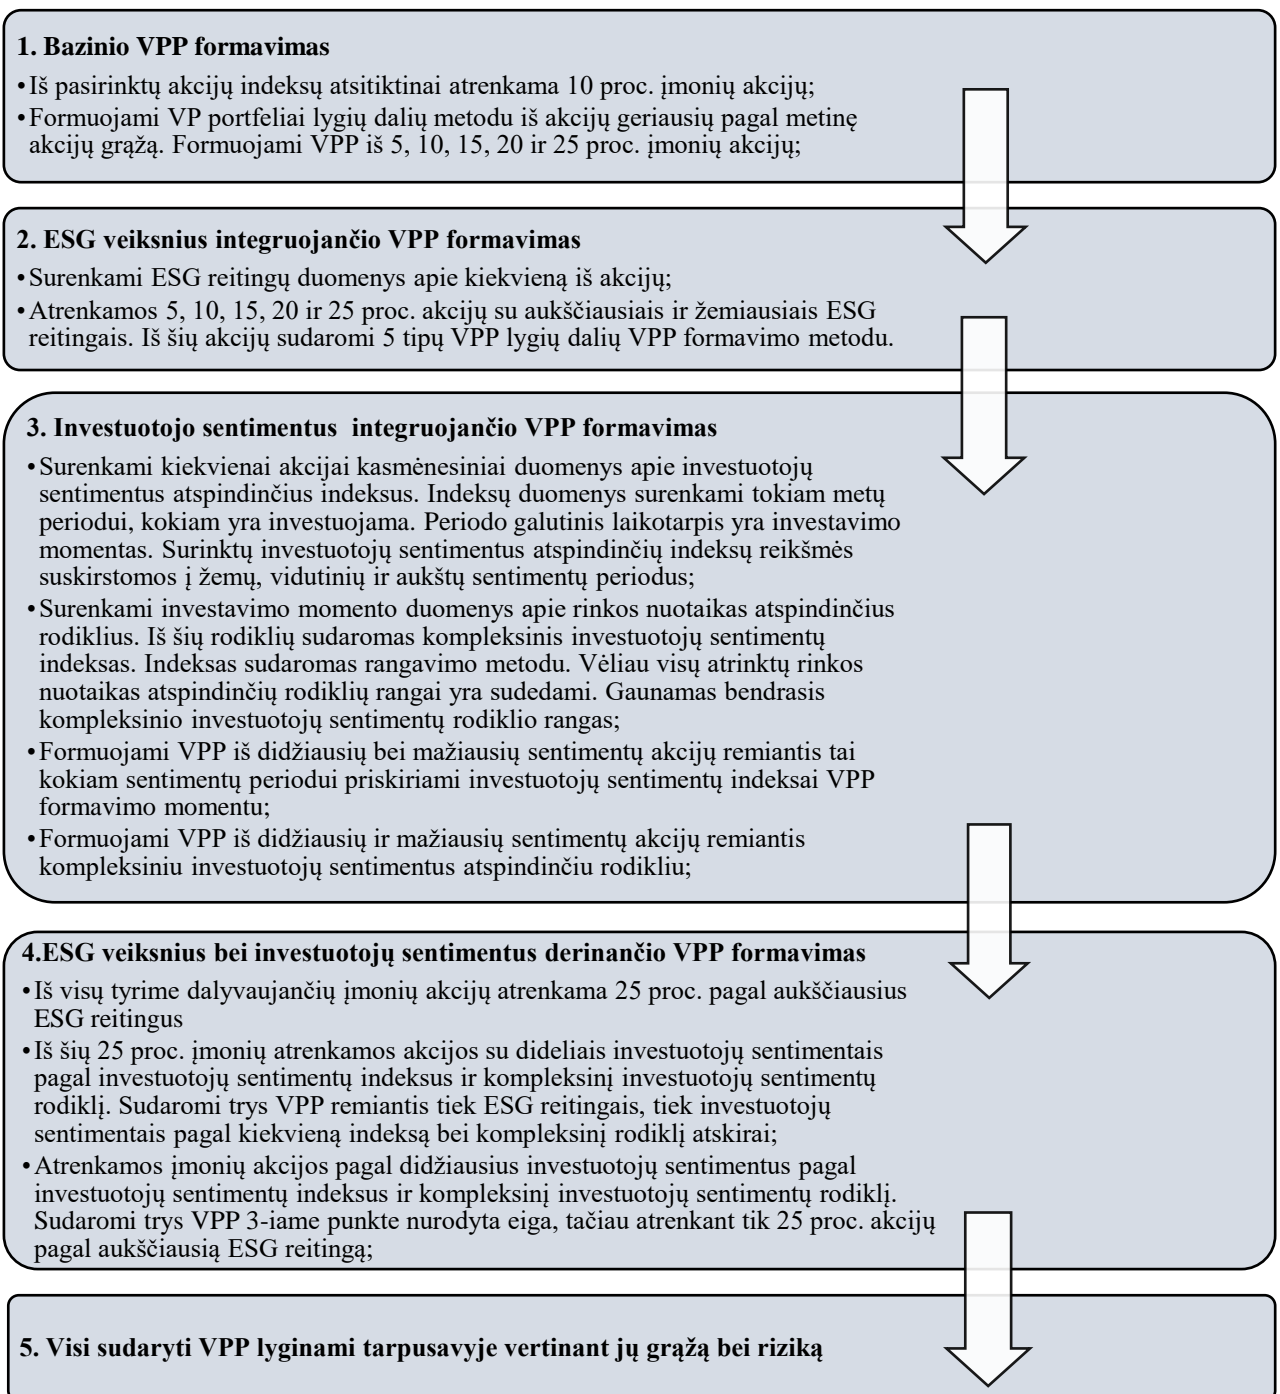 1. Bazinio VPP formavimas
•Iš pasirinktų akcijų indeksų atsitiktinai atrenkama 10 proc. įmonių akcijų;
•Formuojami VP portfeliai lygių dalių metodu iš akcijų geriausių pagal metinę
akcijų grąžą. Formuojami VPP iš 5, 10, 15, 20 ir 25 proc. įmonių akcijų;
2. ESG veiksnius integruojančio VPP formavimas
•Surenkami ESG reitingų duomenys apie kiekvieną iš akcijų;
•Atrenkamos 5, 10, 15, 20 ir 25 proc. akcijų su aukščiausiais ir žemiausiais ESG
reitingais. Iš šių akcijų sudaromi 5 tipų VPP lygių dalių VPP formavimo metodu.
3. Investuotojo sentimentus integruojančio VPP formavimas
•Surenkami kiekvienai akcijai kasmėnesiniai duomenys apie investuotojų
sentimentus atspindinčius indeksus. Indeksų duomenys surenkami tokiam metų
periodui, kokiam yra investuojama. Periodo galutinis laikotarpis yra investavimo
momentas. Surinktų investuotojų sentimentus atspindinčių indeksų reikšmės
suskirstomos į žemų, vidutinių ir aukštų sentimentų periodus;
•Surenkami investavimo momento duomenys apie rinkos nuotaikas atspindinčius
rodiklius. Iš šių rodiklių sudaromas kompleksinis investuotojų sentimentų
indeksas. Indeksas sudaromas rangavimo metodu. Vėliau visų atrinktų rinkos
nuotaikas atspindinčių rodiklių rangai yra sudedami. Gaunamas bendrasis
kompleksinio investuotojų sentimentų rodiklio rangas;
•Formuojami VPP iš didžiausių bei mažiausių sentimentų akcijų remiantis tai
kokiam sentimentų periodui priskiriami investuotojų sentimentų indeksai VPP
formavimo momentu;
•Formuojami VPP iš didžiausių ir mažiausių sentimentų akcijų remiantis
kompleksiniu investuotojų sentimentus atspindinčiu rodikliu;
4.ESG veiksnius bei investuotojų sentimentus derinančio VPP formavimas
•Iš visų tyrime dalyvaujančių įmonių akcijų atrenkama 25 proc. pagal aukščiausius
ESG reitingus
•Iš šių 25 proc. įmonių atrenkamos akcijos su dideliais investuotojų sentimentais
pagal investuotojų sentimentų indeksus ir kompleksinį investuotojų sentimentų
rodiklį. Sudaromi trys VPP remiantis tiek ESG reitingais, tiek investuotojų
sentimentais pagal kiekvieną indeksą bei kompleksinį rodiklį atskirai;
•Atrenkamos įmonių akcijos pagal didžiausius investuotojų sentimentus pagal
investuotojų sentimentų indeksus ir kompleksinį investuotojų sentimentų rodiklį.
Sudaromi trys VPP 3-iame punkte nurodyta eiga, tačiau atrenkant tik 25 proc. akcijų
pagal aukščiausią ESG reitingą;
5. Visi sudaryti VPP lyginami tarpusavyje vertinant jų grąžą bei riziką